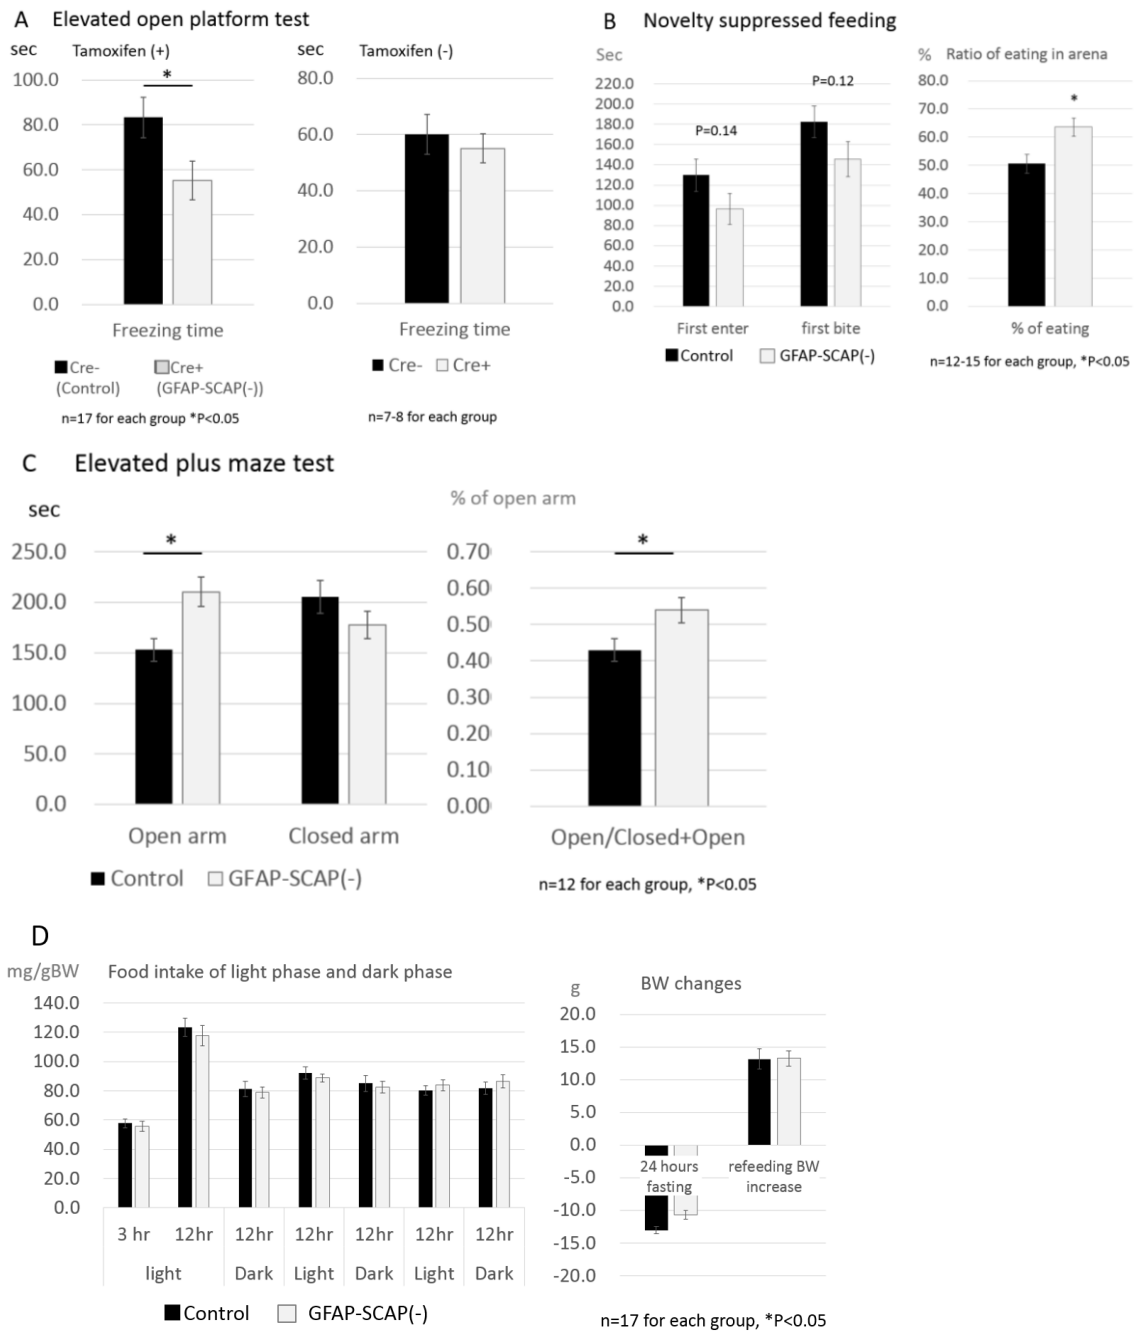 A Elevated open platform test
sec Tamoxifen (+)
100.0
80.0
60.0
40.0
20.0
0.0
*
Freezing time
Cre- Cre+
(Control) (GFAP-SCAP(-))
n=17 for each group *P<0.05
sec Tamoxifen (-)
80.0
60.0
40.0
20.0
0.0
Freezing time
Cre- Cre+
n=7-8 for each group
B Novelty suppressed feeding
Sec
220.0
200.0
180.0
160.0
140.0
120.0
100.0
80.0
60.0
40.0
20.0
0.0
P=0.14
P=0.12
First enter first bite
Control GFAP-SCAP(-)
% Ratio of eating in arena
80.0
70.0
60.0
50.0
40.0
30.0
20.0
10.0
0.0
*
% of eating
n=12-15 for each group, *P<0.05
C Elevated plus maze test
sec
250.0
200.0
150.0
100.0
50.0
0.0
*
Open arm Closed arm
Control GFAP-SCAP(-)
% of open arm
0.70
0.60
0.50
0.40
0.30
0.20
0.10
0.00
*
Open/Closed+Open
n=12 for each group, *P<0.05
D
mg/gBW Food intake of light phase and dark phase
140.0
120.0
100.0
80.0
60.0
40.0
20.0
0.0
3 hr 12hr 12hr 12hr 12hr 12hr 12hr
light Dark Light Dark Light Dark
Control GFAP-SCAP(-)
g BW changes
20.0
15.0
10.0
5.0
0.0
-5.0
-10.0
-15.0
-20.0
24 hours refeeding BW
fasting increase
n=17 for each group, *P<0.05